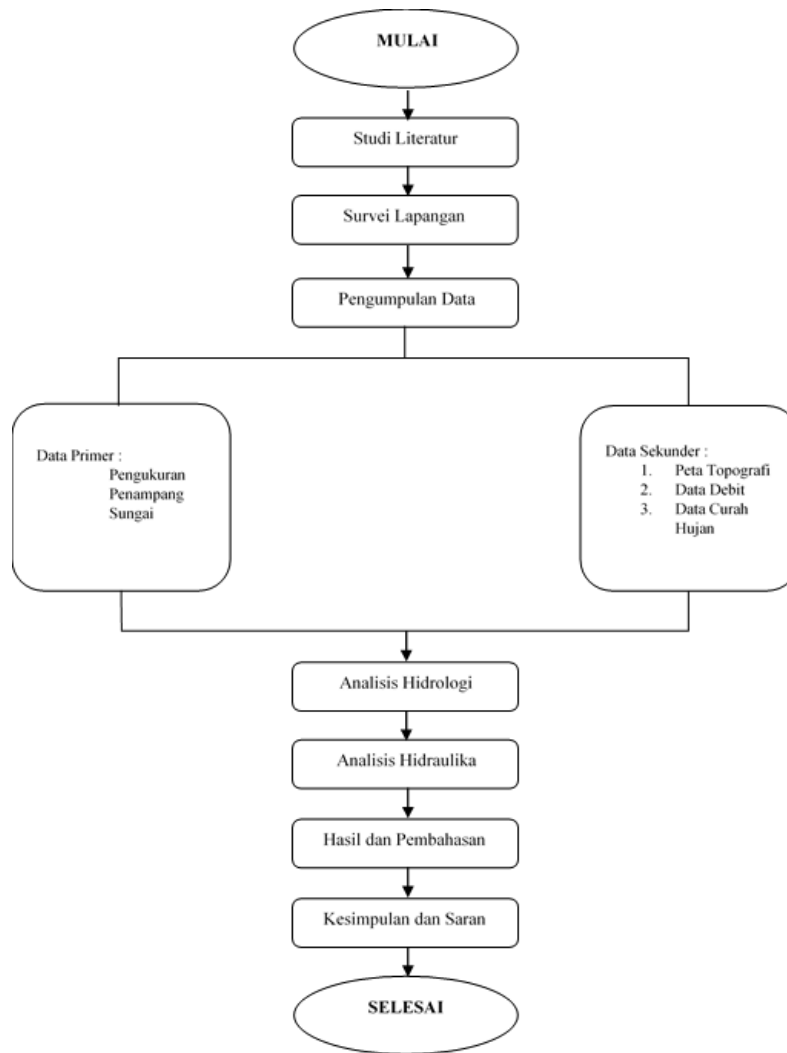 MULAI
Studi Literatur
Survei Lapangan
Pengumpulan Data
Data Primer :
Pengukuran
Penampang
Sungai
Data Sekunder :
1. Peta Topografi
2. Data Debit
3. Data Curah
Hujan
Analisis Hidrologi
Analisis Hidraulika
Hasil dan Pembahasan
Kesimpulan dan Saran
SELESAI